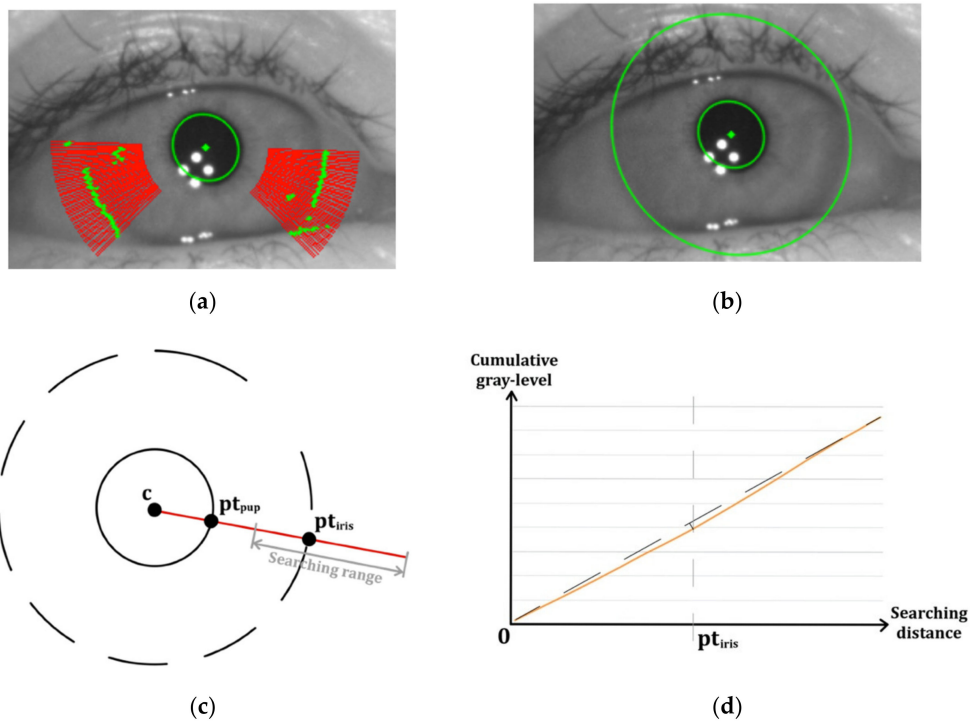 (a)
(b)
c
pt_pup
pt_iris
Searching range
(c)
Cumulative
gray-level
0
pt_iris
Searching
distance
(d)